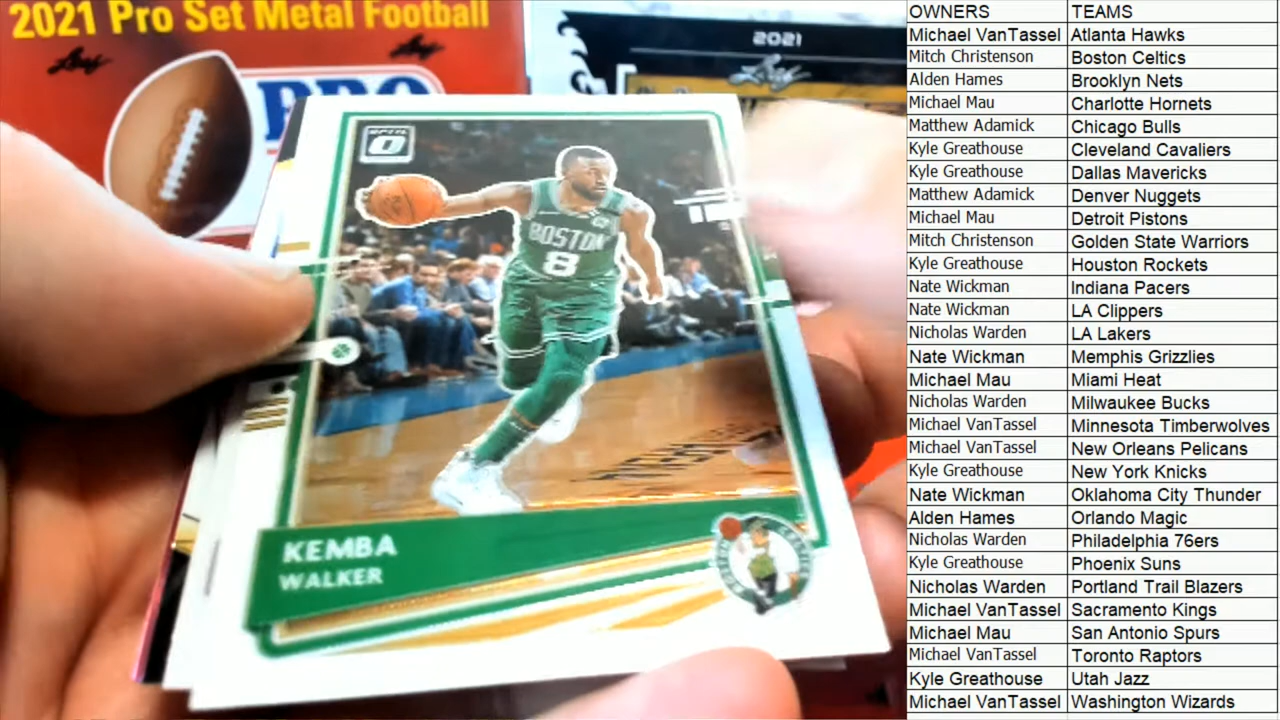 2021 Pro Set Metal Football
Leaf
Leaf
PRO
2021
Leaf
OPTIC
BOSTON
8
KEMBA
WALKER
OWNERS TEAMS
Michael VanTassel Atlanta Hawks
Mitch Christenson Boston Celtics
Alden Hames Brooklyn Nets
Michael Mau Charlotte Hornets
Matthew Adamick Chicago Bulls
Kyle Greathouse Cleveland Cavaliers
Kyle Greathouse Dallas Mavericks
Matthew Adamick Denver Nuggets
Michael Mau Detroit Pistons
Mitch Christenson Golden State Warriors
Kyle Greathouse Houston Rockets
Nate Wickman Indiana Pacers
Nate Wickman LA Clippers
Nicholas Warden LA Lakers
Nate Wickman Memphis Grizzlies
Michael Mau Miami Heat
Nicholas Warden Milwaukee Bucks
Michael VanTassel Minnesota Timberwolves
Michael VanTassel New Orleans Pelicans
Kyle Greathouse New York Knicks
Nate Wickman Oklahoma City Thunder
Alden Hames Orlando Magic
Nicholas Warden Philadelphia 76ers
Kyle Greathouse Phoenix Suns
Nicholas Warden Portland Trail Blazers
Michael VanTassel Sacramento Kings
Michael Mau San Antonio Spurs
Michael VanTassel Toronto Raptors
Kyle Greathouse Utah Jazz
Michael VanTassel Washington Wizards